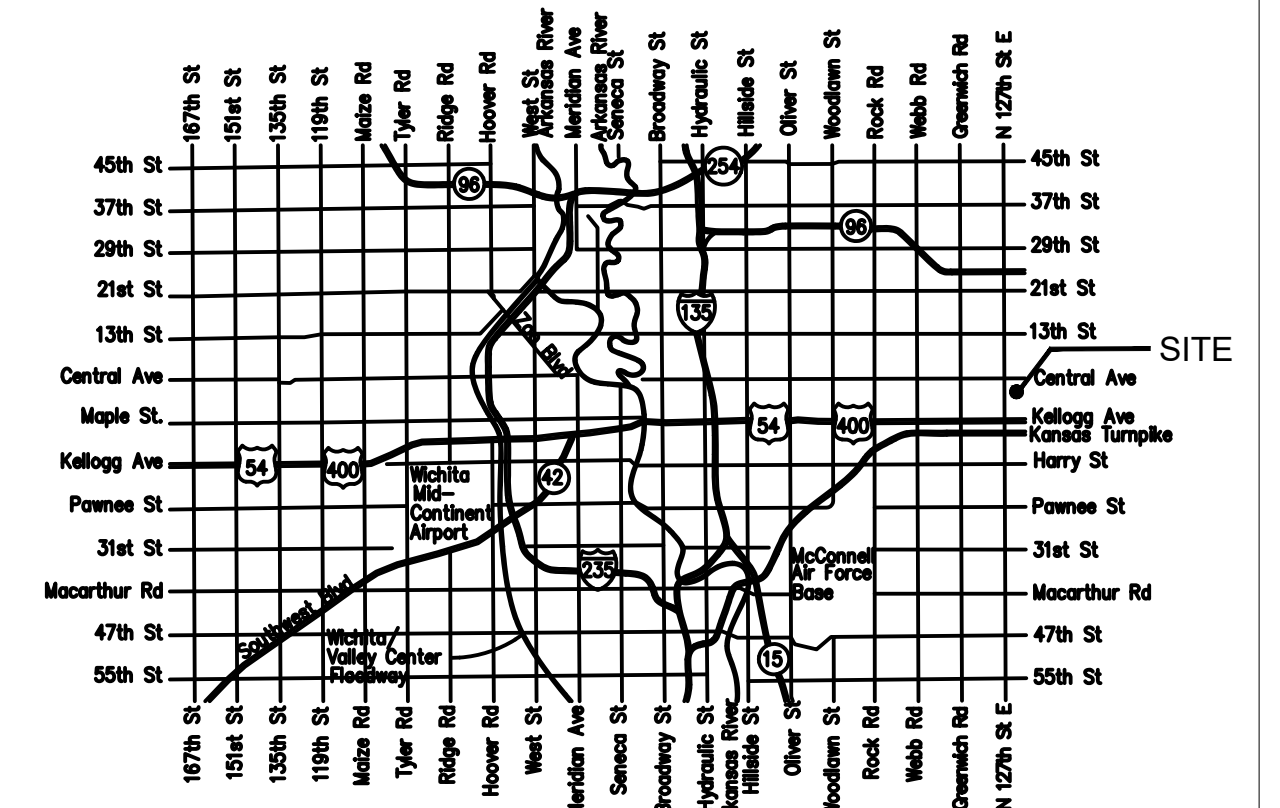 167th St
151st St
135th St
119th St
Maize Rd
Tyler Rd
Ridge Rd
Hoover Rd
West St
Arkansas River
Meridian Ave
Arkansas River
Seneca St
Broadway St
Hydraulic St
Hillside St
Oliver St
Woodlawn St
Rock Rd
Webb Rd
Greenwich Rd
N 127th St E
45th St
37th St
29th St
21st St
13th St
Central Ave
Maple St.
Kellogg Ave
Pawnee St
31st St
Macarthur Rd
47th St
55th St
96
254
96
135
Zoo Blvd
54
400
54
400
42
235
15
Wichita
Mid-
Continent
Airport
McConnell
Air Force
Base
Southwest Blvd
Wichita/
Valley Center
Floodway
45th St
37th St
29th St
21st St
13th St
SITE
Central Ave
Kellogg Ave
Kansas Turnpike
Harry St
Pawnee St
31st St
Macarthur Rd
47th St
55th St
167th St
151st St
135th St
119th St
Maize Rd
Tyler Rd
Ridge Rd
Hoover Rd
West St
eridian Ave
Seneca St
roadway St
Hydraulic St
kansas River
Hillside St
Oliver St
oodlawn St
Rock Rd
Webb Rd
Greenwich Rd
N 127th St E